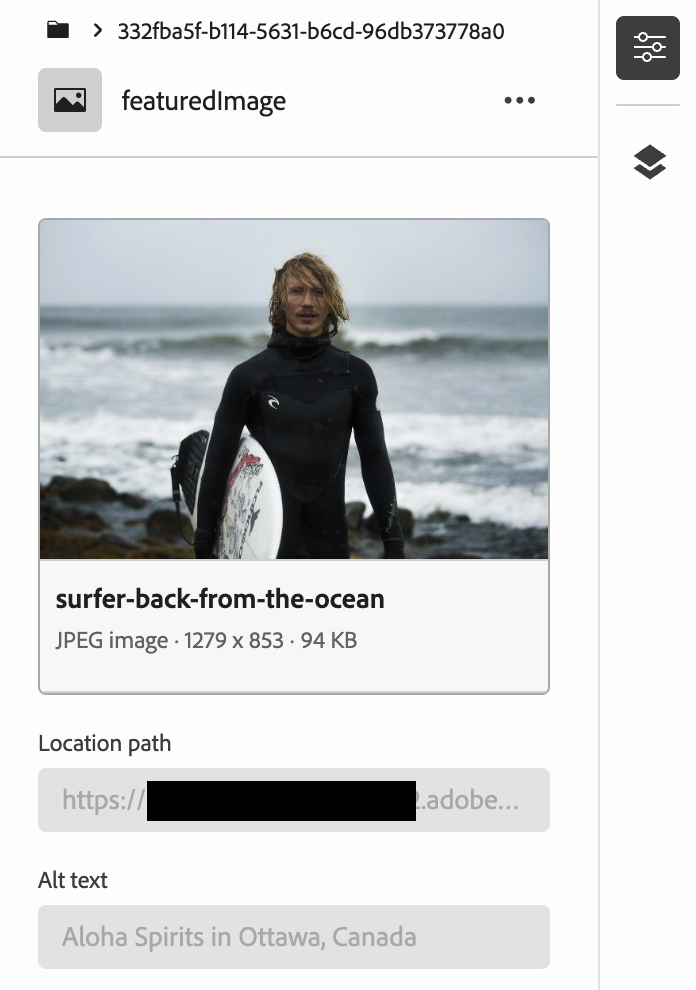 332fba5f-b114-5631-b6cd-96db373778a0
featuredImage
surfer-back-from-the-ocean
JPEG image · 1279 x 853 · 94 KB
Location path
https:// .adobe...
Alt text
Aloha Spirits in Ottawa, Canada